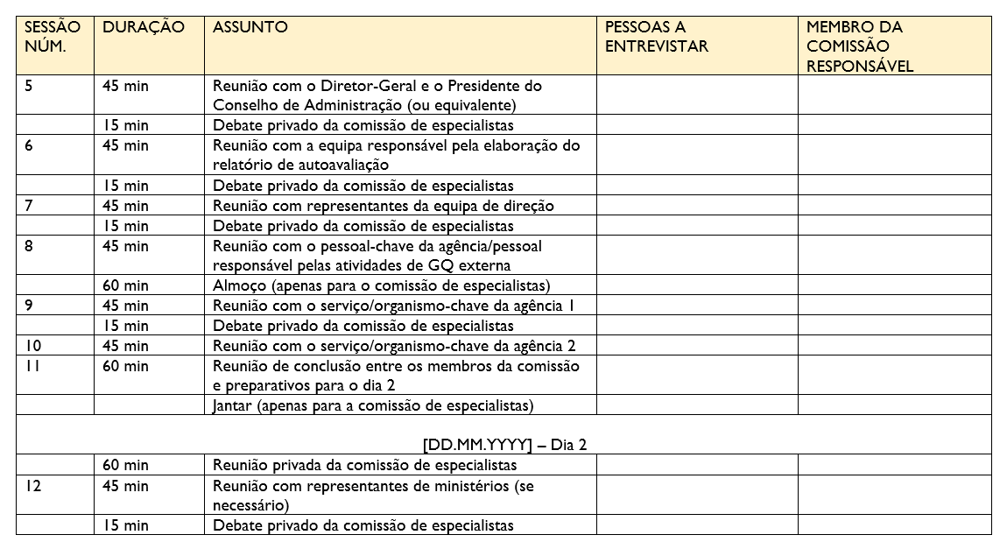 SESSÃO NÚM. DURAÇÃO ASSUNTO PESSOAS A ENTREVISTAR MEMBRO DA COMISSÃO RESPONSÁVEL
5 45 min Reunião com o Diretor-Geral e o Presidente do
Conselho de Administração (ou equivalente)
15 min Debate privado da comissão de especialistas
6 45 min Reunião com a equipa responsável pela elaboração do
relatório de autoavaliação
15 min Debate privado da comissão de especialistas
7 45 min Reunião com representantes da equipa de direção
15 min Debate privado da comissão de especialistas
8 45 min Reunião com o pessoal-chave da agência/pessoal
responsável pelas atividades de GQ externa
60 min Almoço (apenas para o comissão de especialistas)
9 45 min Reunião com o serviço/organismo-chave da agência 1
15 min Debate privado da comissão de especialistas
10 45 min Reunião com o serviço/organismo-chave da agência 2
11 60 min Reunião de conclusão entre os membros da comissão
e preparativos para o dia 2
Jantar (apenas para a comissão de especialistas)
[DD.MM.YYYY] – Dia 2
60 min Reunião privada da comissão de especialistas
12 45 min Reunião com representantes de ministérios (se
necessário)
15 min Debate privado da comissão de especialistas